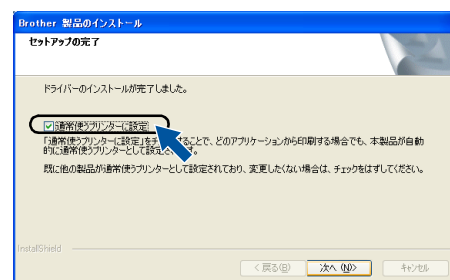 Brother 製品のインストール
セットアップの完了
ドライバーのインストールが完了しました。
通常使うプリンターに設定
「通常使うプリンターに設定」をチ　することで、どのアプリケーションから印刷する場合でも、本製品が自動
的に通常使うプリンターとして設定　す。
既に他の製品が通常使うプリンターとして設定されており、変更したくない場合は、チェックをはずしてください。
InstallShield
< 戻る(B)
次へ (N)>
キャンセル